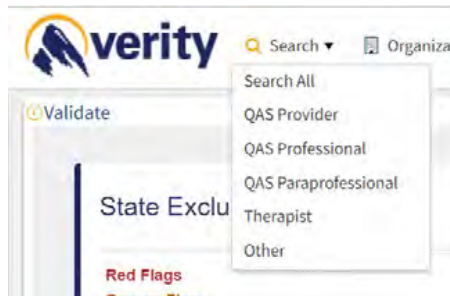 verity
Search ▼ Organiza
Search All
Validate
QAS Provider
QAS Professional
QAS Paraprofessional
State Exclu
Therapist
Other
Red Flags